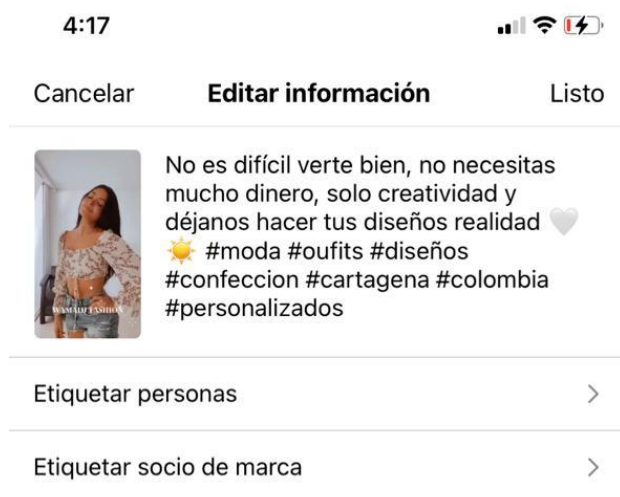 4:17
Cancelar Editar información Listo
No es difícil verte bien, no necesitas
mucho dinero, solo creatividad y
déjanos hacer tus diseños realidad 🤍
☀️ #moda #oufits #diseños
#confeccion #cartagena #colombia
#personalizados
FASHION
Etiquetar personas
Etiquetar socio de marca